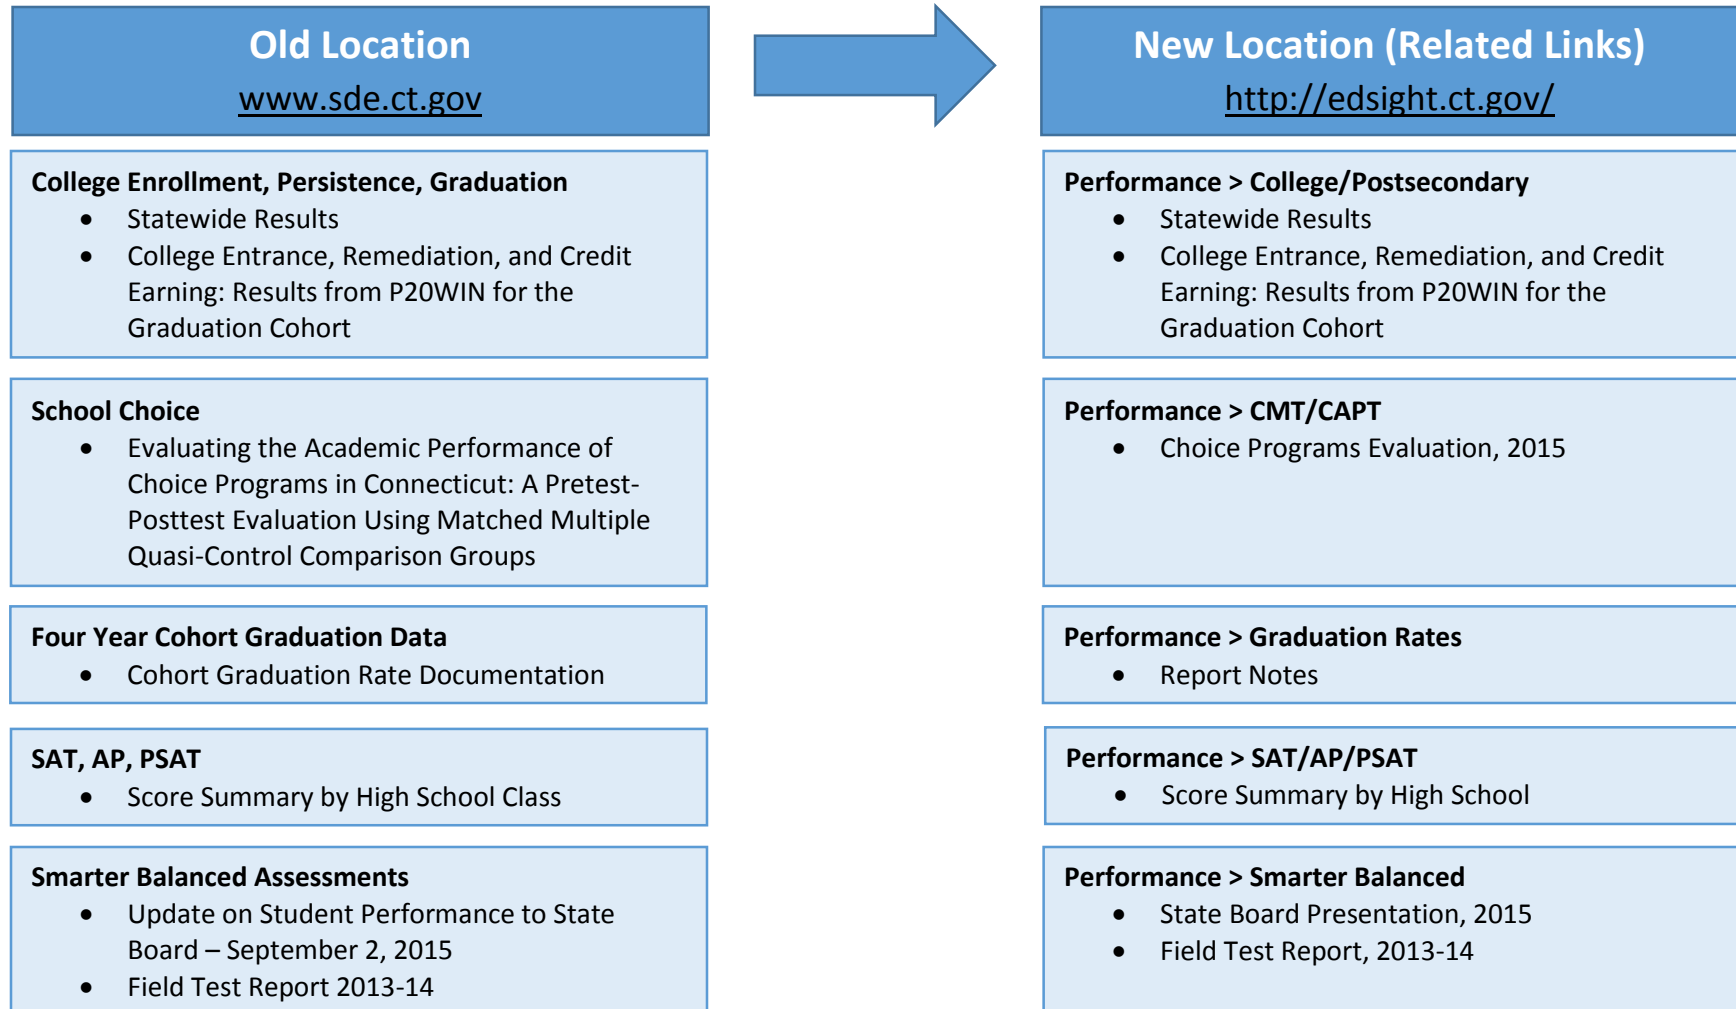 Old Location
www.sde.ct.gov
New Location (Related Links)
http://edsight.ct.gov/
College Enrollment, Persistence, Graduation
• Statewide Results
• College Entrance, Remediation, and Credit
Earning: Results from P20WIN for the
Graduation Cohort
Performance > College/Postsecondary
• Statewide Results
• College Entrance, Remediation, and Credit
Earning: Results from P20WIN for the
Graduation Cohort
School Choice
• Evaluating the Academic Performance of
Choice Programs in Connecticut: A Pretest-
Posttest Evaluation Using Matched Multiple
Quasi-Control Comparison Groups
Performance > CMT/CAPT
• Choice Programs Evaluation, 2015
Four Year Cohort Graduation Data
• Cohort Graduation Rate Documentation
Performance > Graduation Rates
• Report Notes
SAT, AP, PSAT
• Score Summary by High School Class
Performance > SAT/AP/PSAT
• Score Summary by High School
Smarter Balanced Assessments
• Update on Student Performance to State
Board – September 2, 2015
• Field Test Report 2013-14
Performance > Smarter Balanced
• State Board Presentation, 2015
• Field Test Report, 2013-14